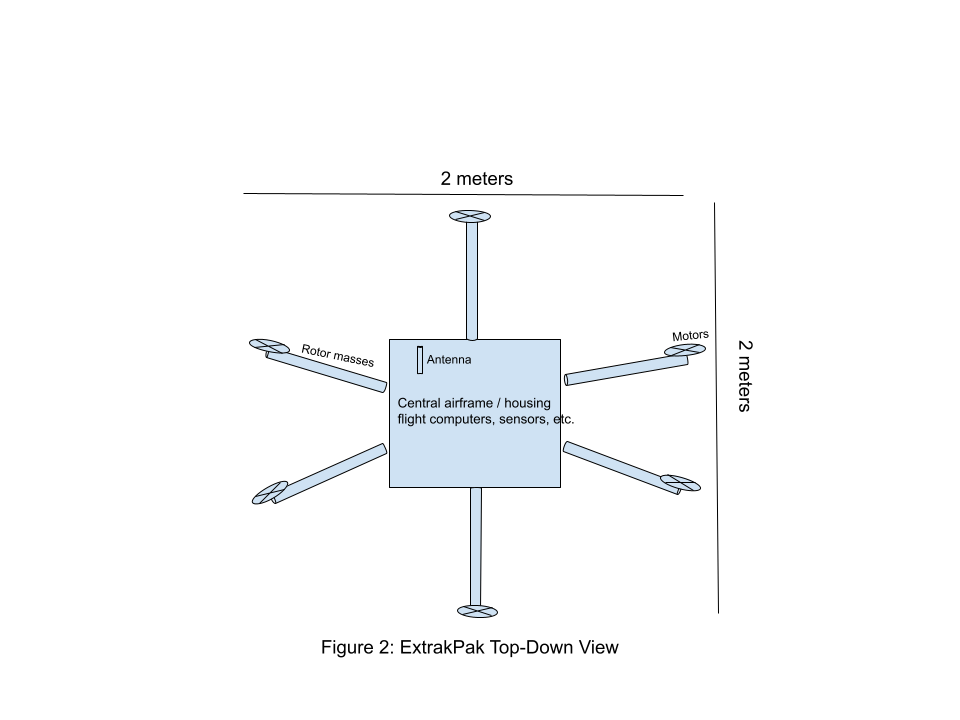 2 meters
Motors
Rotor masses
Antenna
2 meters
Central airframe / housing
flight computers, sensors, etc.
Figure 2: ExtrakPak Top-Down View